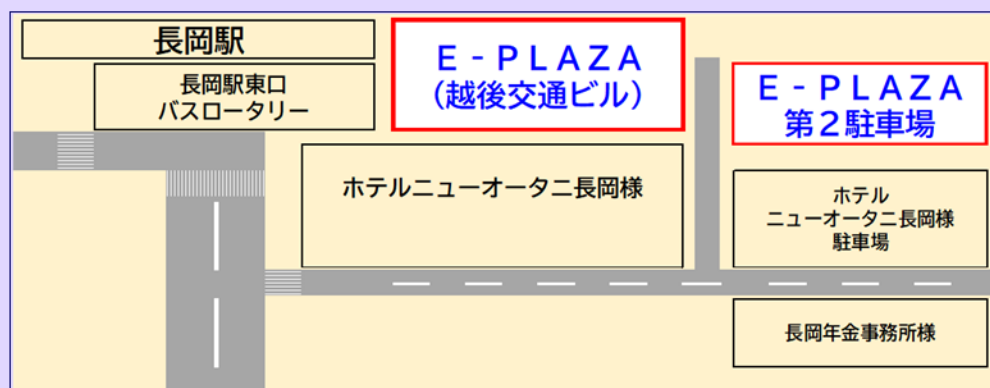 長岡駅
長岡駅東口
バスロータリー
Ｅ‐ＰＬＡＺＡ
（越後交通ビル）
Ｅ‐ＰＬＡＺＡ
第２駐車場
ホテルニューオータニ長岡様
ホテル
ニューオータニ長岡様
駐車場
長岡年金事務所様